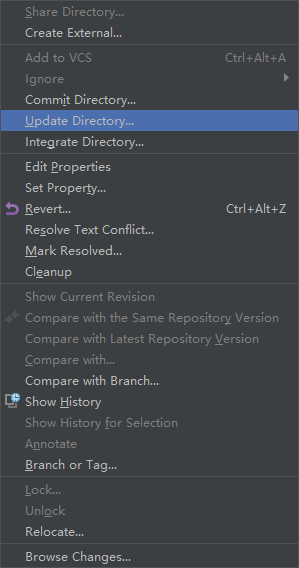 Share Directory...
Create External...
Add to VCS Ctrl+Alt+A
Ignore
Commit Directory...
Update Directory...
Integrate Directory...
Edit Properties
Set Property...
Revert... Ctrl+Alt+Z
Resolve Text Conflict...
Mark Resolved...
Cleanup
Show Current Revision
Compare with the Same Repository Version
Compare with Latest Repository Version
Compare with...
Compare with Branch...
Show History
Show History for Selection
Annotate
Branch or Tag...
Lock...
Unlock
Relocate...
Browse Changes...